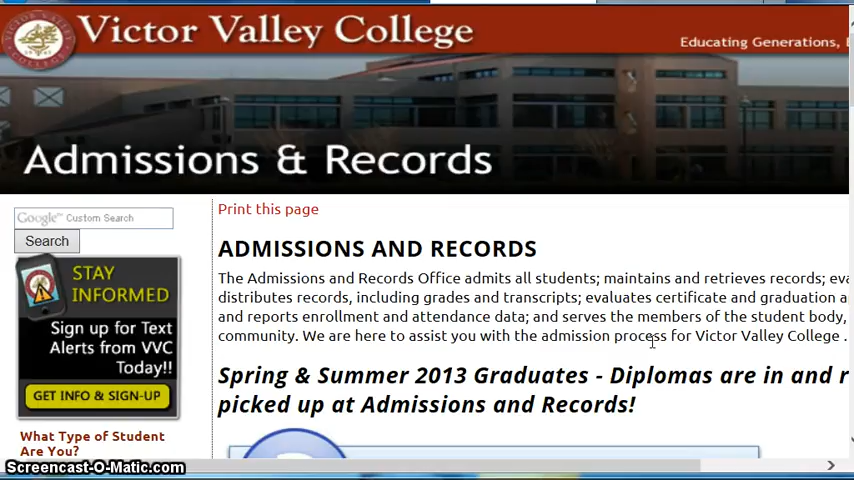 Victor Valley College
Educating Generations,
Admissions & Records
Google™ Custom Search
Search
STAY
INFORMED
Sign up for Text
Alerts from VVC
Today!!
GET INFO & SIGN-UP
What Type of Student
Are You?
Print this page
ADMISSIONS AND RECORDS
The Admissions and Records Office admits all students; maintains and retrieves records; eva
distributes records, including grades and transcripts; evaluates certificate and graduation a
and reports enrollment and attendance data; and serves the members of the student body,
community. We are here to assist you with the admission process for Victor Valley College .
Spring & Summer 2013 Graduates - Diplomas are in and r
picked up at Admissions and Records!
Screencast-O-Matic.com